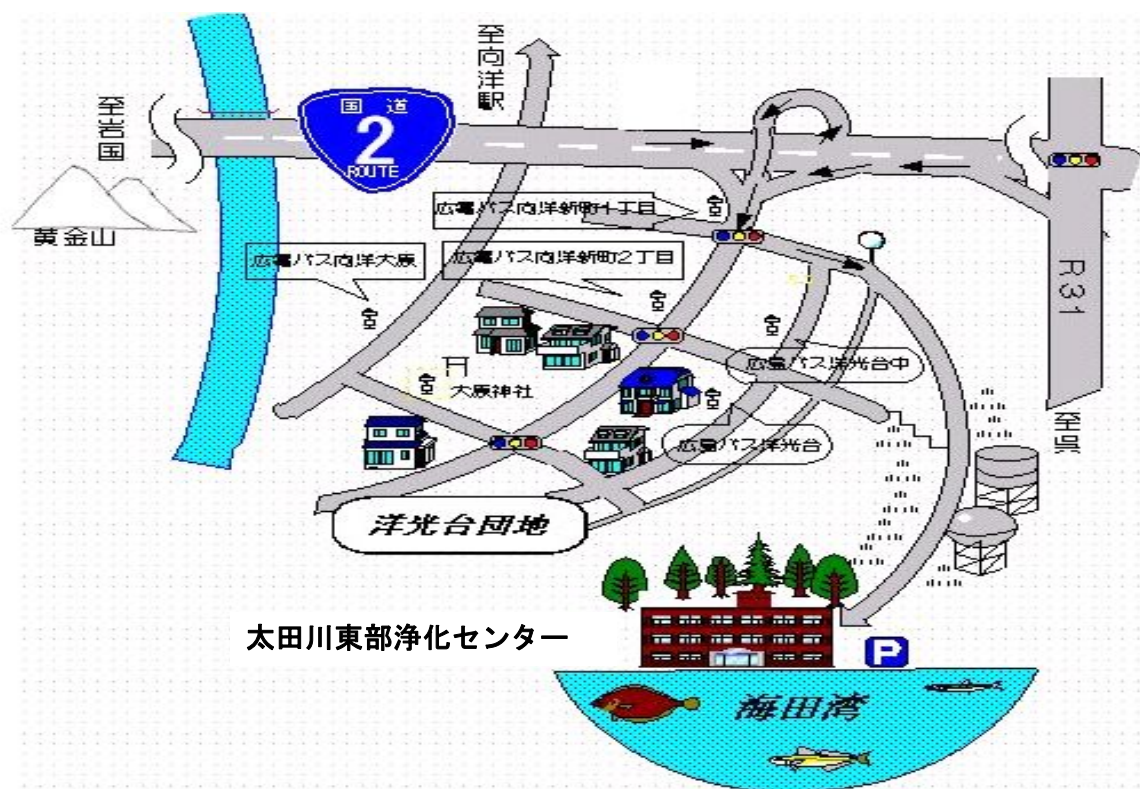 至向洋駅
至岩国
国道
2
ROUTE
黄金山
広電バス向洋新町1丁目
広電バス向洋大原
広電バス向洋新町2丁目
R31
広島バス洋光台中
大原神社
至呉
広島バス洋光台
洋光台団地
太田川東部浄化センター
P
海田湾